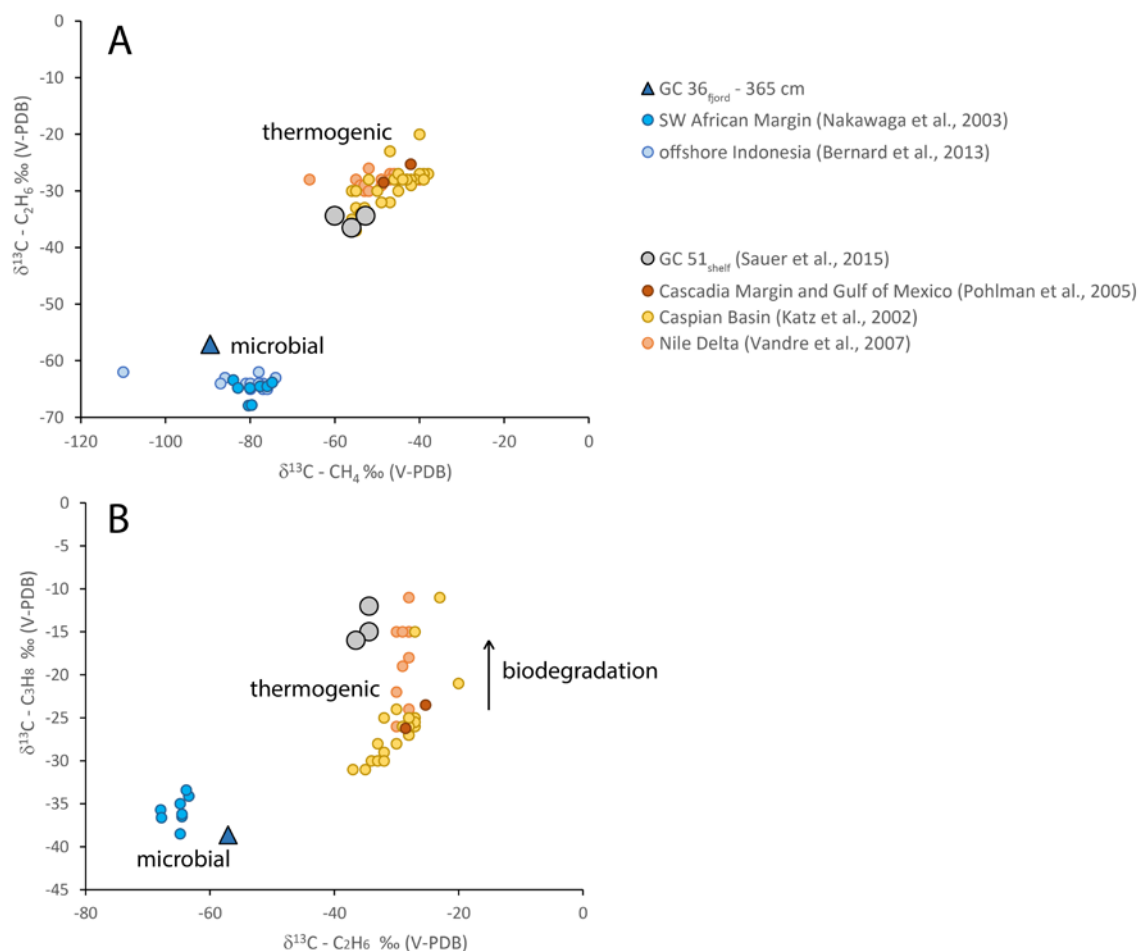 A
0
-10
-20
-30
-40
-50
-60
-70
-120
-100
-80
-60
-40
-20
0
δ¹³C - C₂H₆ ‰ (V-PDB)
δ¹³C - CH₄ ‰ (V-PDB)
thermogenic
microbial
GC 36fjord - 365 cm
SW African Margin (Nakawaga et al., 2003)
offshore Indonesia (Bernard et al., 2013)
GC 51shelf (Sauer et al., 2015)
Cascadia Margin and Gulf of Mexico (Pohlman et al., 2005)
Caspian Basin (Katz et al., 2002)
Nile Delta (Vandre et al., 2007)
B
0
-5
-10
-15
-20
-25
-30
-35
-40
-45
-80
-60
-40
-20
0
δ¹³C - C₃H₈ ‰ (V-PDB)
δ¹³C - C₂H₆ ‰ (V-PDB)
thermogenic
biodegradation
microbial